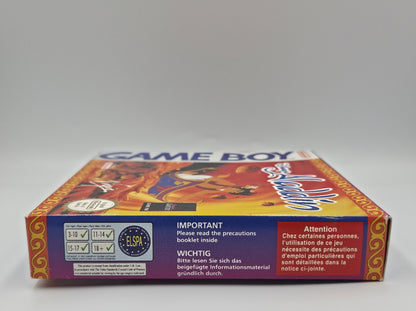 GAME BOY
Aladdin
3-10 11-14
15-17 18+
ELSPA
IMPORTANT
Please read the precautions
booklet inside
WICHTIG
Bitte lesen Sie sich das
beigefügte Informationsmaterial
gründlich durch.
Attention
Chez certaines personnes,
l'utilisation de ce jeu
nécessite des précautions
d'emploi particulières qui
sont détaillées dans la
notice ci-jointe.